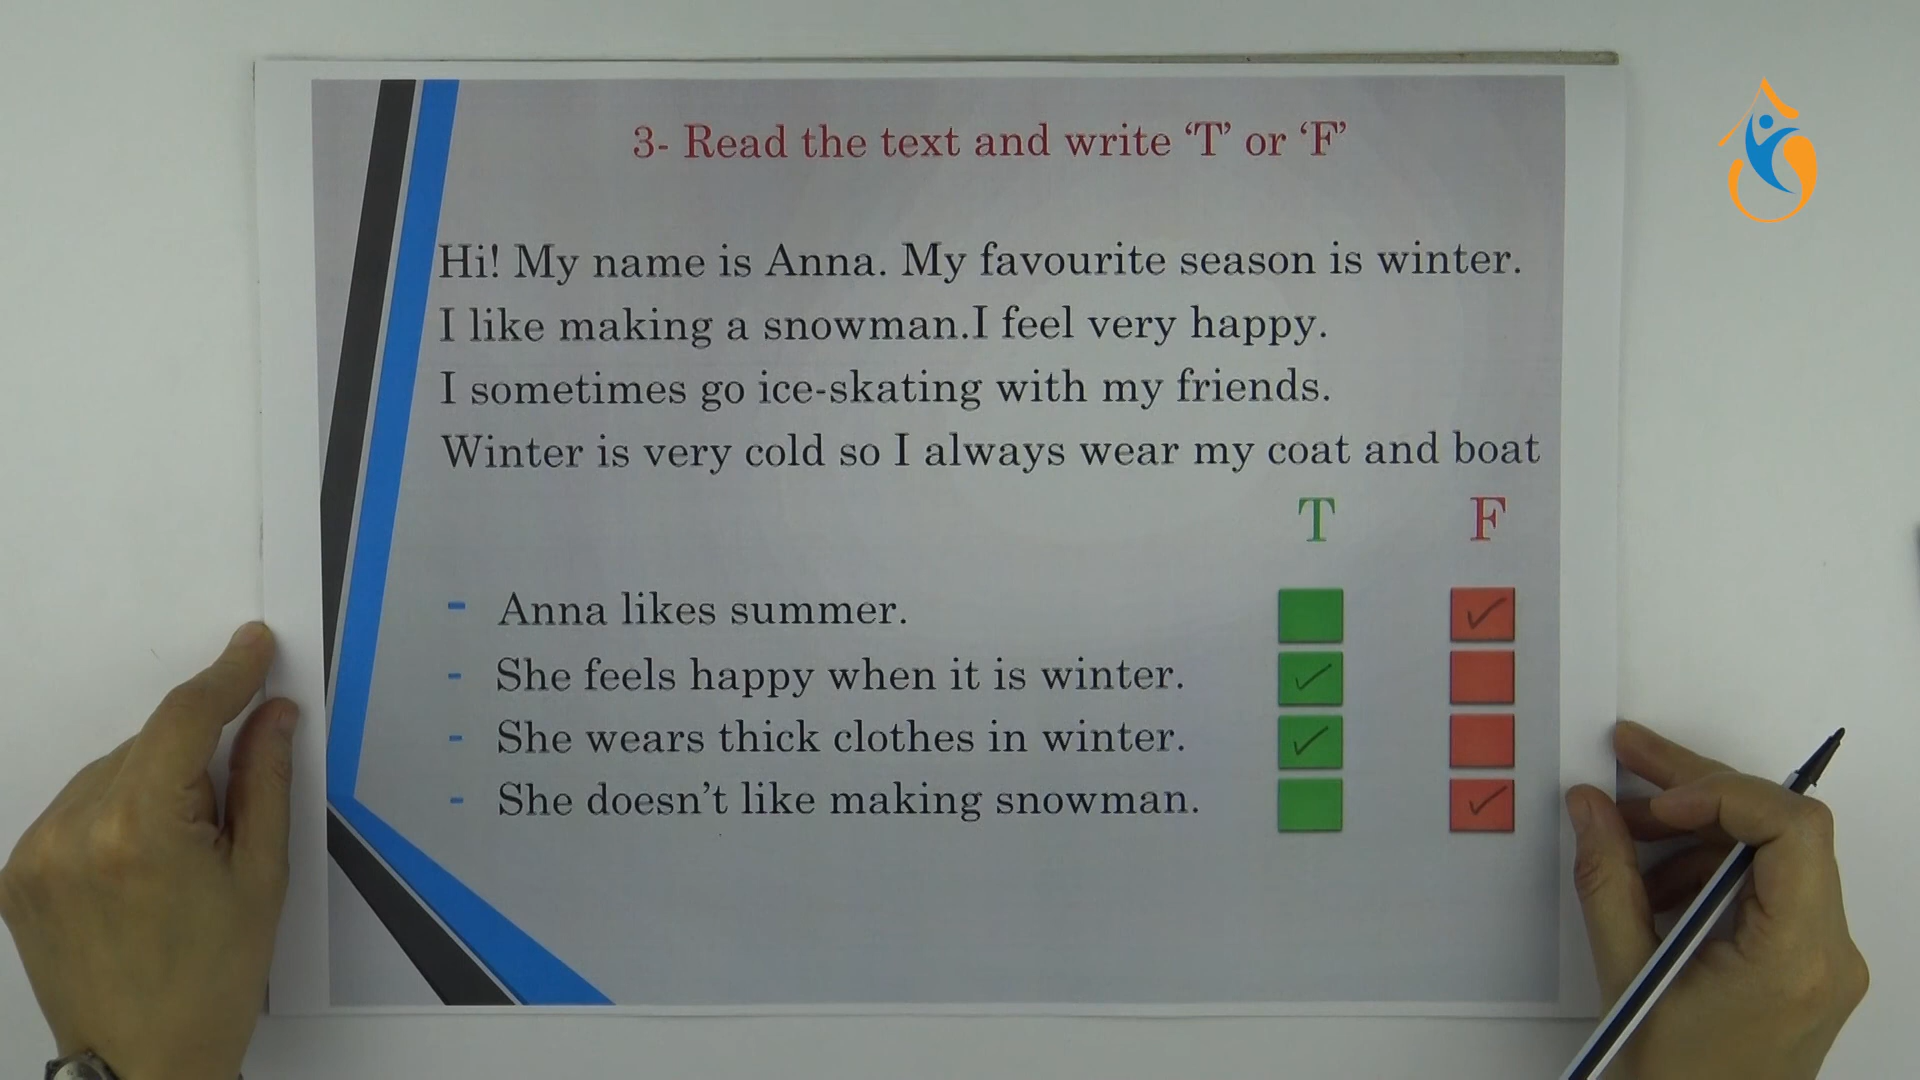 3- Read the text and write ‘T’ or ‘F’
Hi! My name is Anna. My favourite season is winter.
I like making a snowman.I feel very happy.
I sometimes go ice-skating with my friends.
Winter is very cold so I always wear my coat and boat
T F
- Anna likes summer. ✓
- She feels happy when it is winter. ✓
- She wears thick clothes in winter. ✓
- She doesn’t like making snowman. ✓